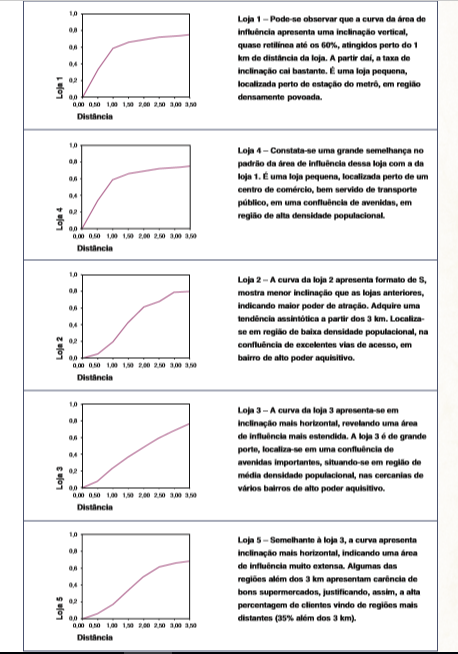 1,0
0,8
0,6
0,4
0,2
0,0
Loja 1
0,00 0,50 1,00 1,50 2,00 2,50 3,00 3,50
Distância
Loja 1 – Pode-se observar que a curva da área de
influência apresenta uma inclinação vertical,
quase retilínea até os 60%, atingidos perto do 1
km de distância da loja. A partir daí, a taxa de
inclinação cai bastante. É uma loja pequena,
localizada perto de estação do metrô, em região
densamente povoada.
1,0
0,8
0,6
0,4
0,2
0,0
Loja 4
0,00 0,50 1,00 1,50 2,00 2,50 3,00 3,50
Distância
Loja 4 – Constata-se uma grande semelhança no
padrão da área de influência dessa loja com a da
loja 1. É uma loja pequena, localizada perto de um
centro de comércio, bem servido de transporte
público, em uma confluência de avenidas, em
região de alta densidade populacional.
1,0
0,8
0,6
0,4
0,2
0,0
Loja 2
0,00 0,50 1,00 1,50 2,00 2,50 3,00 3,50
Distância
Loja 2 – A curva da loja 2 apresenta formato de S,
mostra menor inclinação que as lojas anteriores,
indicando maior poder de atração. Adquire uma
tendência assintótica a partir dos 3 km. Localiza-
se em região de baixa densidade populacional, na
confluência de excelentes vias de acesso, em
bairro de alto poder aquisitivo.
1,0
0,8
0,6
0,4
0,2
0,0
Loja 3
0,00 0,50 1,00 1,50 2,00 2,50 3,00 3,50
Distância
Loja 3 – A curva da loja 3 apresenta-se em
inclinação mais horizontal, revelando uma área
de influência mais estendida. A loja 3 é de grande
porte, localiza-se em uma confluência de
avenidas importantes, situando-se em região de
média densidade populacional, nas cercanias de
vários bairros de alto poder aquisitivo.
1,0
0,8
0,6
0,4
0,2
0,0
Loja 5
0,00 0,50 1,00 1,50 2,00 2,50 3,00 3,50
Distância
Loja 5 – Semelhante à loja 3, a curva apresenta
inclinação mais horizontal, indicando uma área
de influência muito extensa. Algumas das
regiões além dos 3 km apresentam carência de
bons supermercados, justificando, assim, a alta
percentagem de clientes vindo de regiões mais
distantes (35% além dos 3 km).